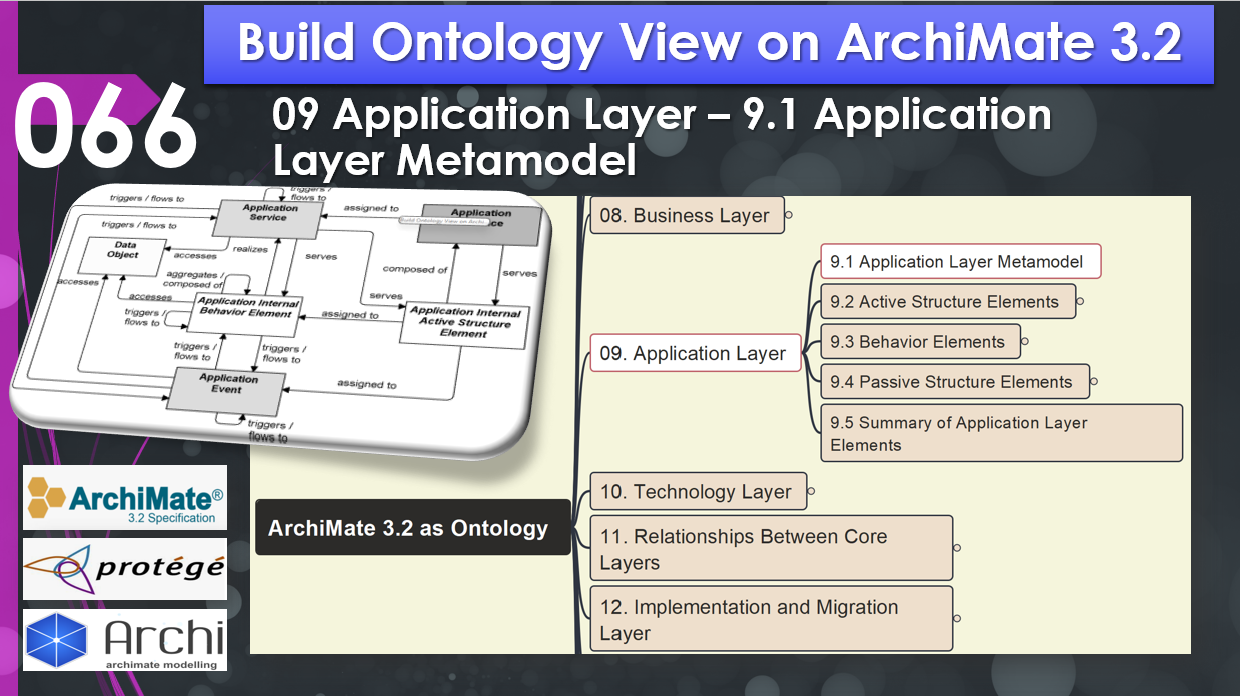 Build Ontology View on ArchiMate 3.2
066
09 Application Layer – 9.1 Application
Layer Metamodel
triggers /
flows to
triggers / flows to
Application
Service
assigned to
Application
triggers / flows to
Data
Object
accesses
realizes
serves
composed of
serves
aggregates /
composed of
accesses
accesses
serves
Application Internal
Behavior Element
triggers /
flows to
assigned to
Application Internal
Active Structure
Element
triggers /
flows to
triggers /
flows to
Application
Event
assigned to
triggers /
flows to
08. Business Layer
09. Application Layer
9.1 Application Layer Metamodel
9.2 Active Structure Elements
9.3 Behavior Elements
9.4 Passive Structure Elements
9.5 Summary of Application Layer
Elements
ArchiMate 3.2 as Ontology
10. Technology Layer
11. Relationships Between Core
Layers
12. Implementation and Migration
Layer
ArchiMate®
3.2 Specification
protégé
Archi
archimate modelling